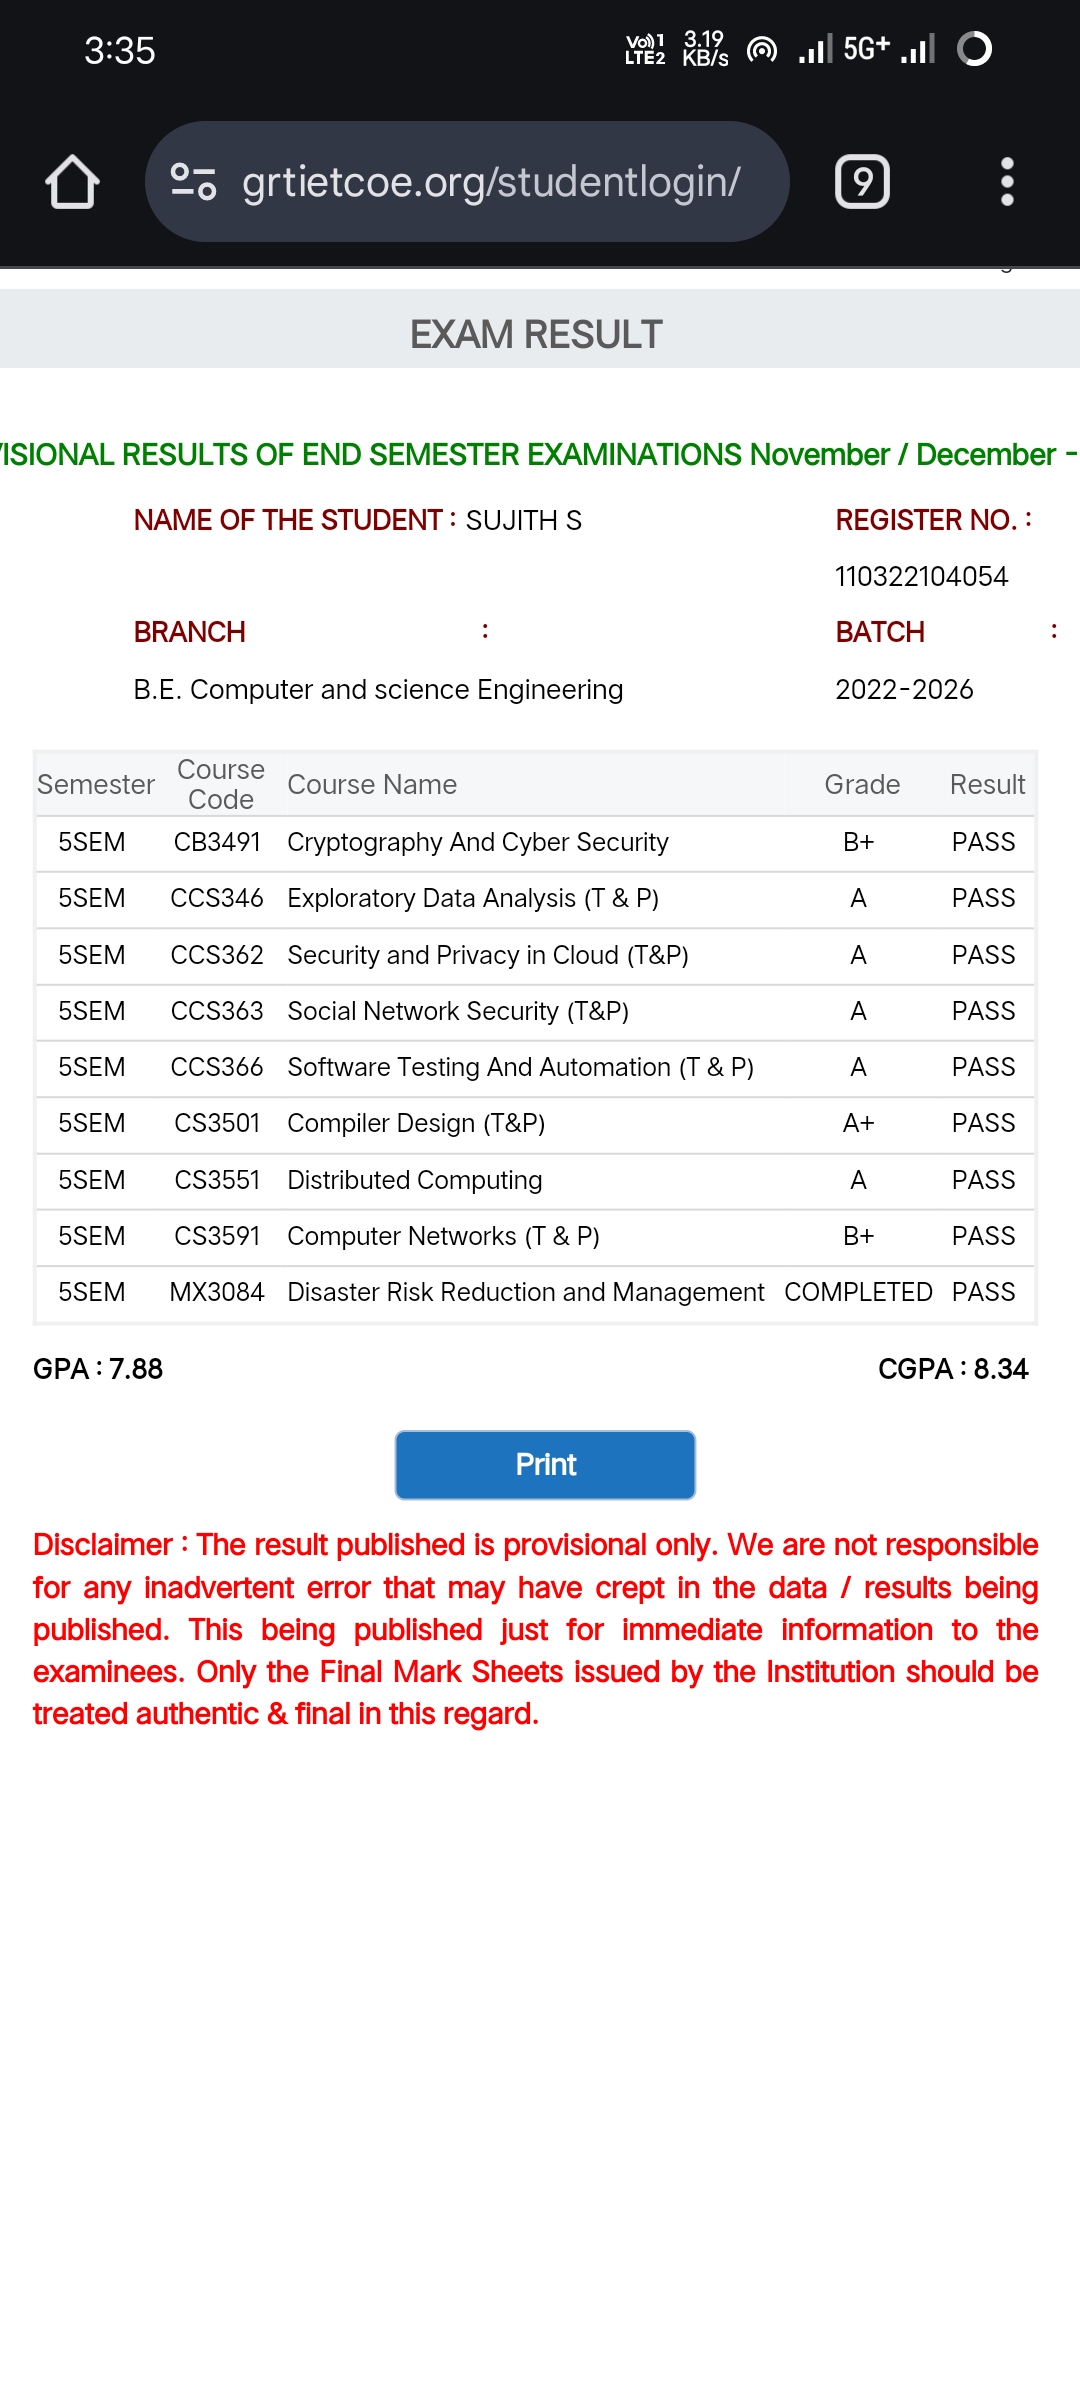 3:35
Vo)) 1 LTE2 3.19 KB/s 5G+
grtietcoe.org/studentlogin/ 9
EXAM RESULT
VISIONAL RESULTS OF END SEMESTER EXAMINATIONS November / December -
NAME OF THE STUDENT : SUJITH S REGISTER NO. :
110322104054
BRANCH : BATCH :
B.E. Computer and science Engineering 2022-2026
Semester Course Code Course Name Grade Result
5SEM CB3491 Cryptography And Cyber Security B+ PASS
5SEM CCS346 Exploratory Data Analysis (T & P) A PASS
5SEM CCS362 Security and Privacy in Cloud (T&P) A PASS
5SEM CCS363 Social Network Security (T&P) A PASS
5SEM CCS366 Software Testing And Automation (T & P) A PASS
5SEM CS3501 Compiler Design (T&P) A+ PASS
5SEM CS3551 Distributed Computing A PASS
5SEM CS3591 Computer Networks (T & P) B+ PASS
5SEM MX3084 Disaster Risk Reduction and Management COMPLETED PASS
GPA : 7.88 CGPA : 8.34
Print
Disclaimer : The result published is provisional only. We are not responsible
for any inadvertent error that may have crept in the data / results being
published. This being published just for immediate information to the
examinees. Only the Final Mark Sheets issued by the Institution should be
treated authentic & final in this regard.